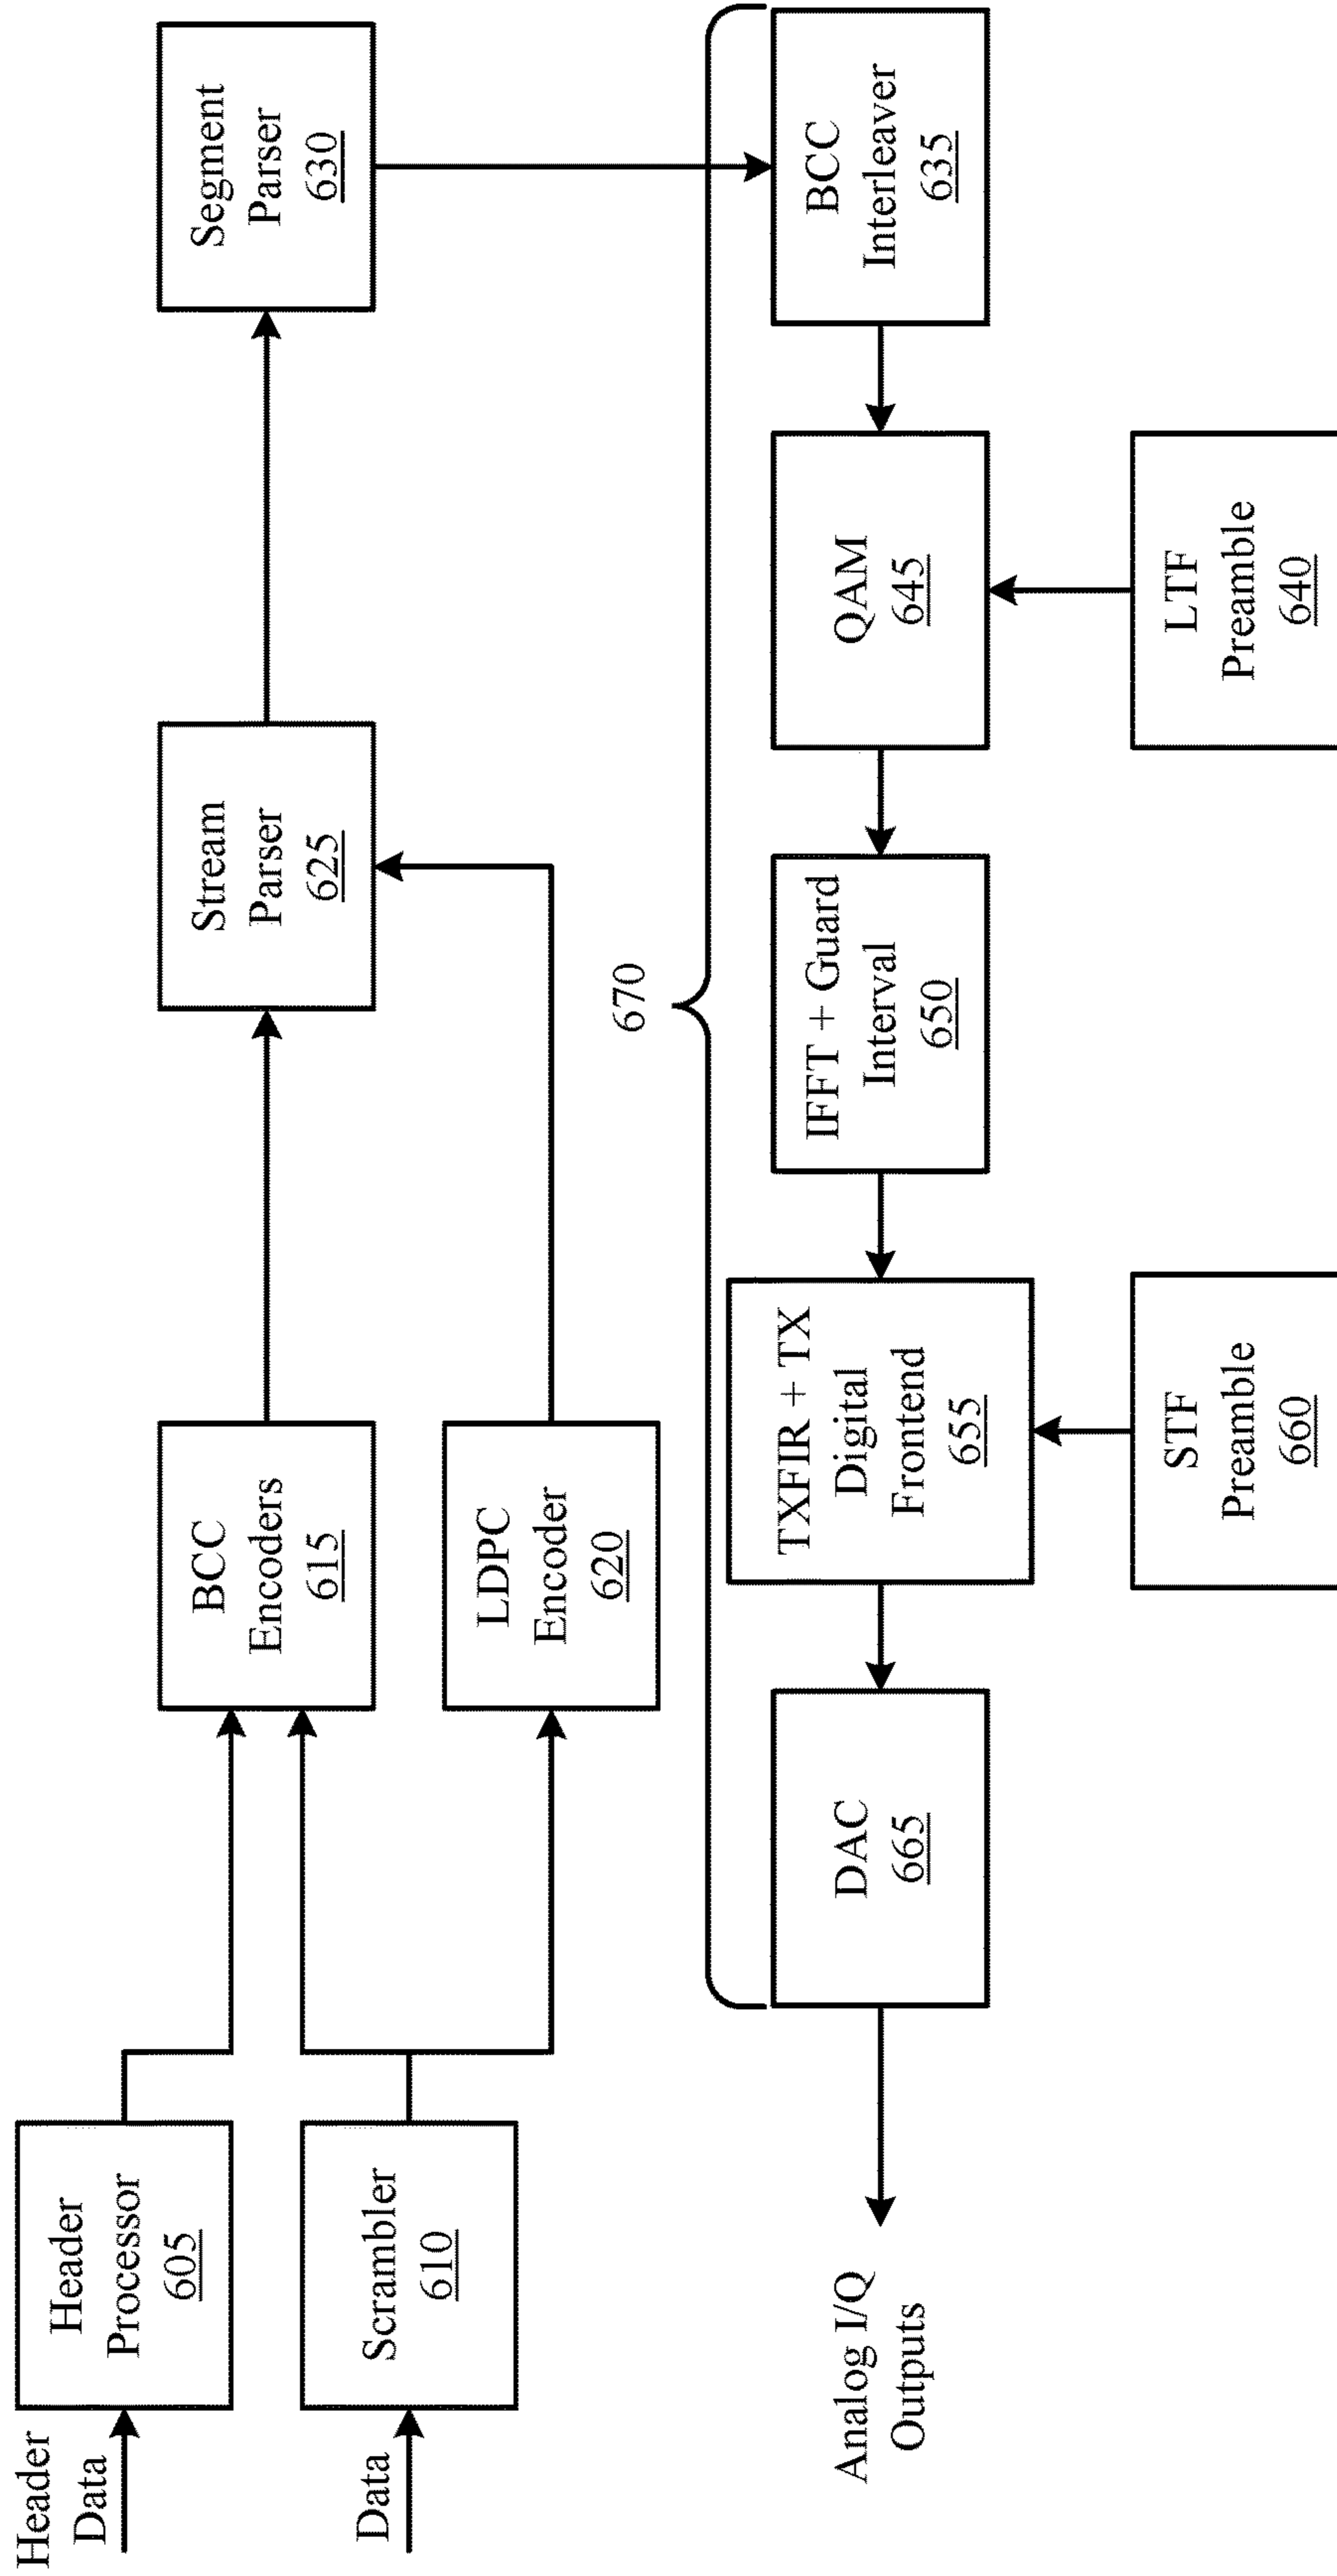 Header
Data
Header
Processor
605
Data
Scrambler
610
BCC
Encoders
615
LDPC
Encoder
620
Stream
Parser
625
Segment
Parser
630
670
BCC
Interleaver
635
QAM
645
LTF
Preamble
640
IFFT + Guard
Interval
650
TXFIR + TX
Digital
Frontend
655
STF
Preamble
660
DAC
665
Analog I/Q
Outputs